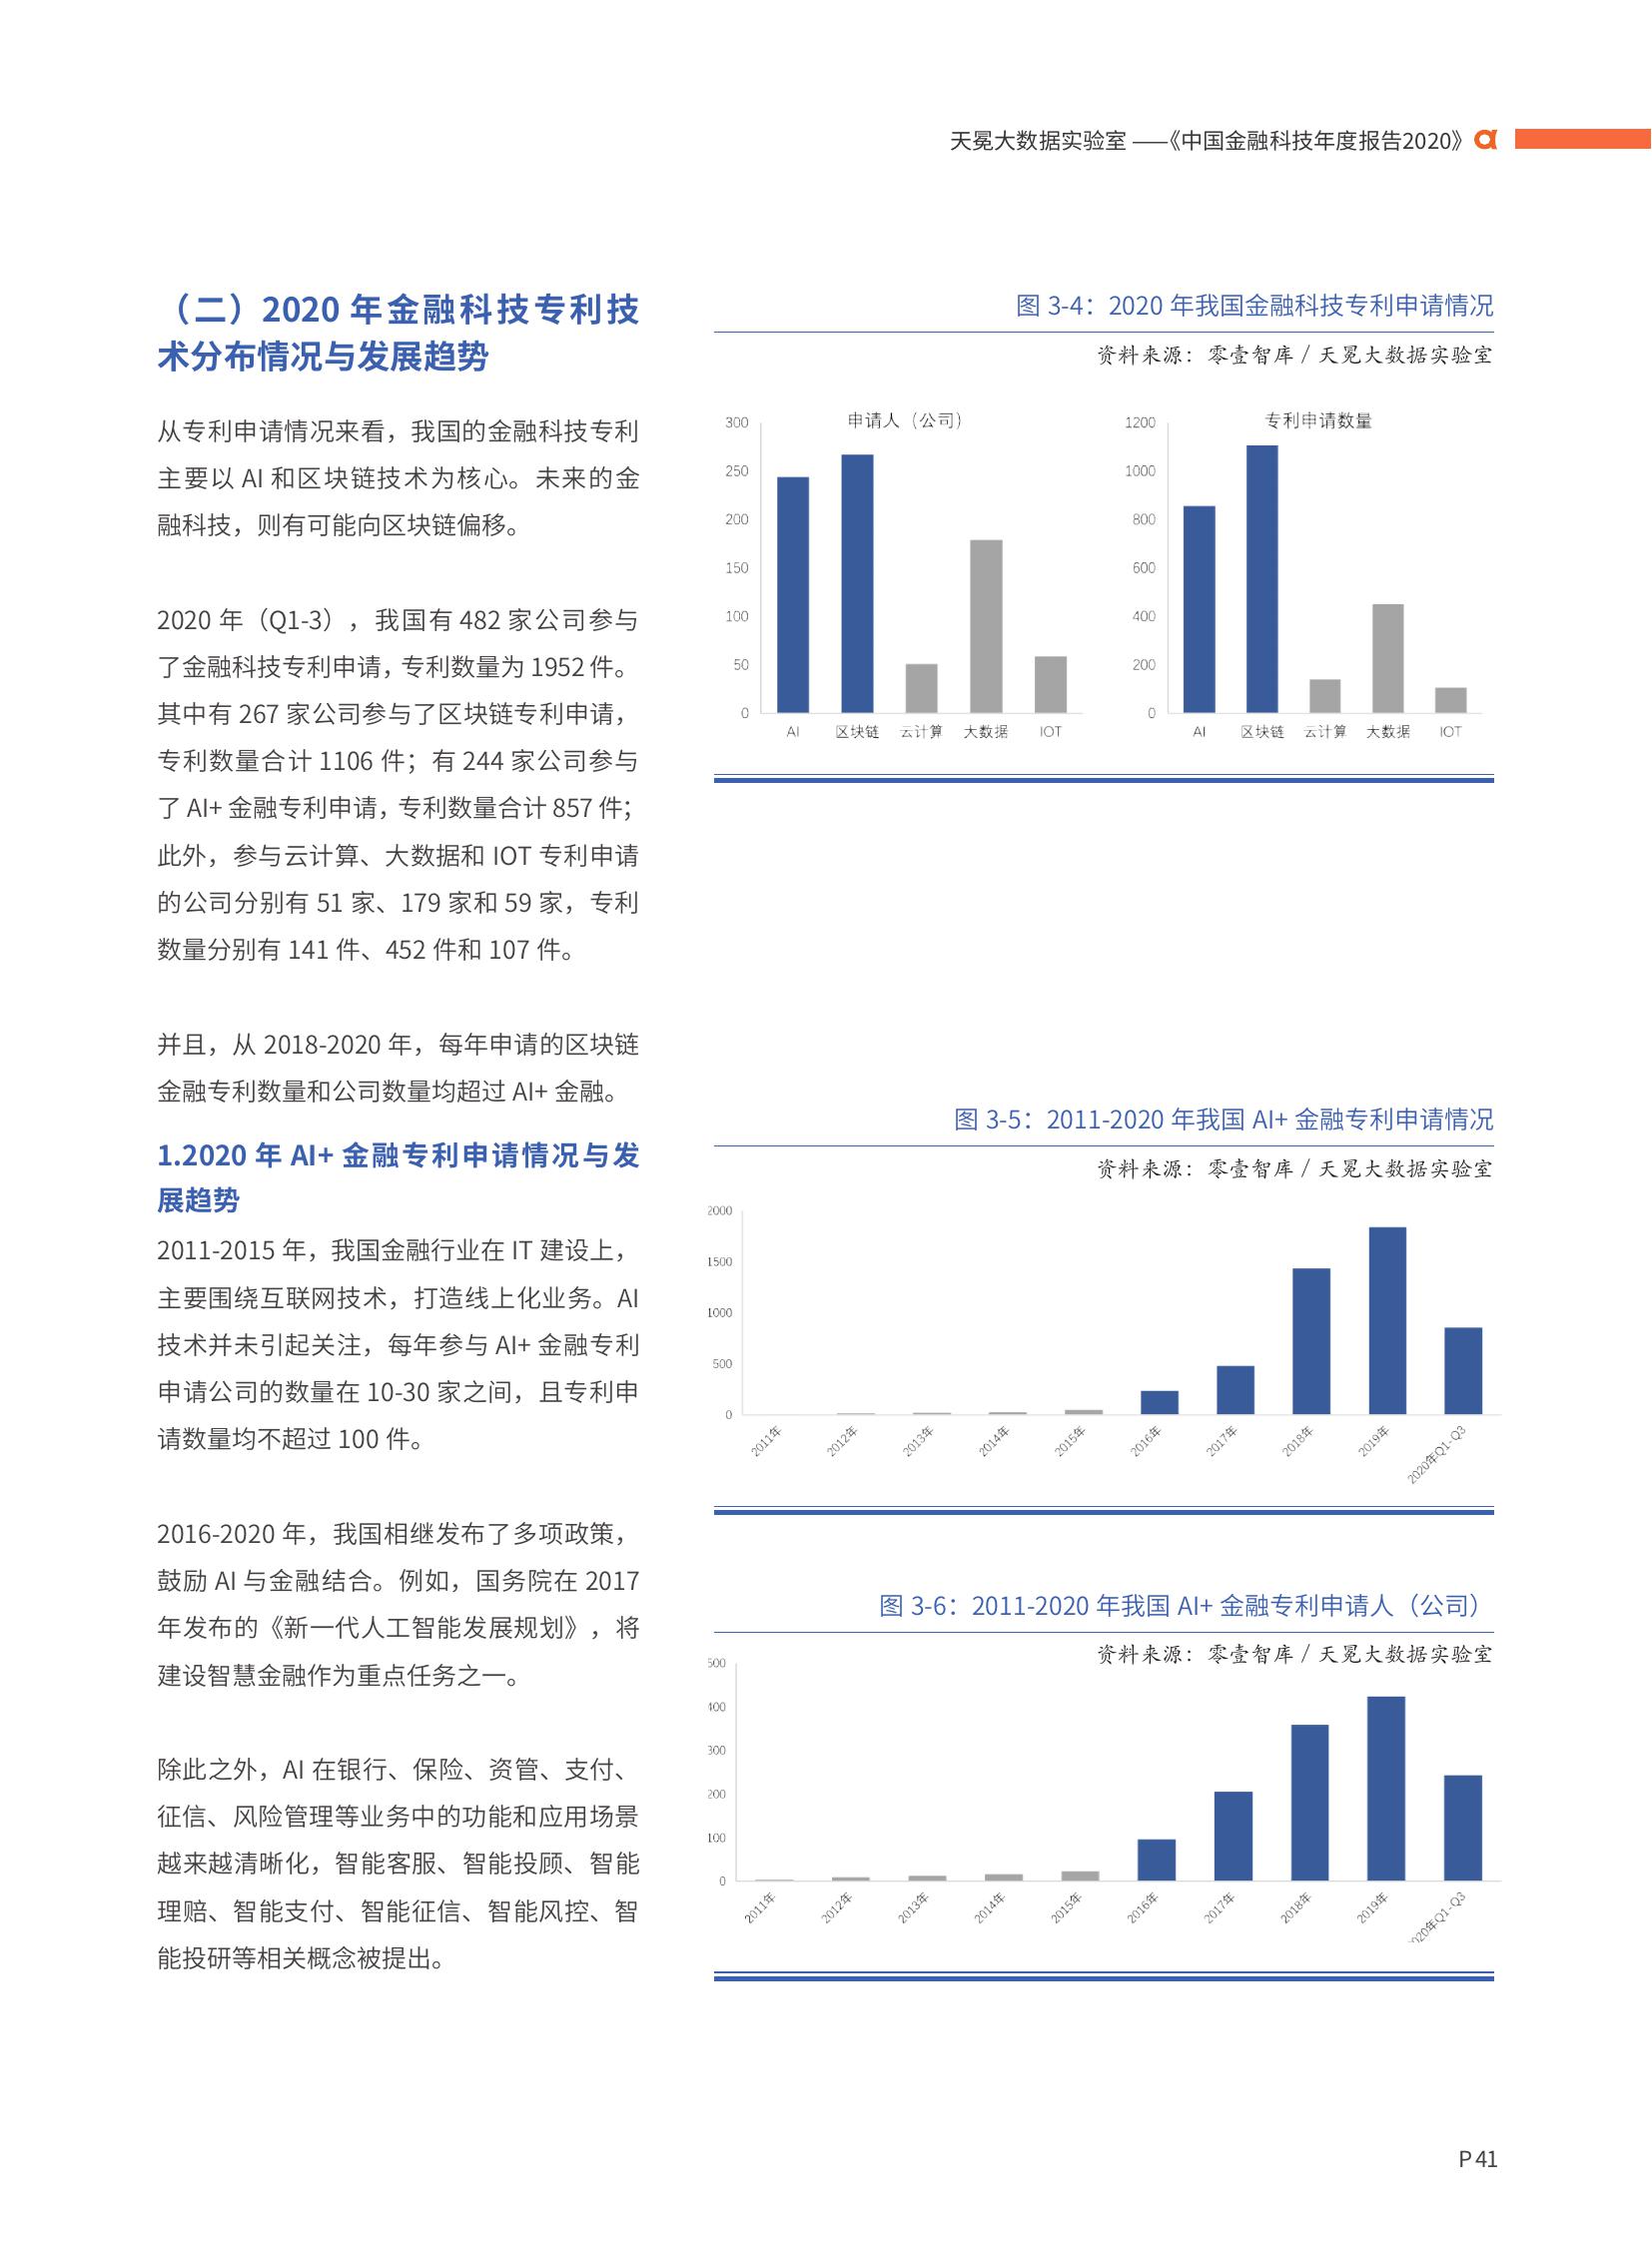 天冕大数据实验室 ——《中国金融科技年度报告2020》
（二）2020 年金融科技专利技
术分布情况与发展趋势
从专利申请情况来看，我国的金融科技专利
主要以 AI 和区块链技术为核心。未来的金
融科技，则有可能向区块链偏移。
2020 年（Q1-3），我国有 482 家公司参与
了金融科技专利申请，专利数量为 1952 件。
其中有 267 家公司参与了区块链专利申请，
专利数量合计 1106 件；有 244 家公司参与
了 AI+ 金融专利申请，专利数量合计 857 件；
此外，参与云计算、大数据和 IOT 专利申请
的公司分别有 51 家、179 家和 59 家，专利
数量分别有 141 件、452 件和 107 件。
并且，从 2018-2020 年，每年申请的区块链
金融专利数量和公司数量均超过 AI+ 金融。
1.2020 年 AI+ 金融专利申请情况与发
展趋势
2011-2015 年，我国金融行业在 IT 建设上，
主要围绕互联网技术，打造线上化业务。AI
技术并未引起关注，每年参与 AI+ 金融专利
申请公司的数量在 10-30 家之间，且专利申
请数量均不超过 100 件。
2016-2020 年，我国相继发布了多项政策，
鼓励 AI 与金融结合。例如，国务院在 2017
年发布的《新一代人工智能发展规划》，将
建设智慧金融作为重点任务之一。
除此之外，AI 在银行、保险、资管、支付、
征信、风险管理等业务中的功能和应用场景
越来越清晰化，智能客服、智能投顾、智能
理赔、智能支付、智能征信、智能风控、智
能投研等相关概念被提出。
图 3-4：2020 年我国金融科技专利申请情况
资料来源：零壹智库 / 天冕大数据实验室
申请人（公司）
300
250
200
150
100
50
0
AI 区块链 云计算 大数据 IOT
专利申请数量
1200
1000
800
600
400
200
0
AI 区块链 云计算 大数据 IOT
图 3-5：2011-2020 年我国 AI+ 金融专利申请情况
资料来源：零壹智库 / 天冕大数据实验室
2000
1500
1000
500
0
2011年 2012年 2013年 2014年 2015年 2016年 2017年 2018年 2019年 2020年Q1-Q3
图 3-6：2011-2020 年我国 AI+ 金融专利申请人（公司）
资料来源：零壹智库 / 天冕大数据实验室
500
400
300
200
100
0
2011年 2012年 2013年 2014年 2015年 2016年 2017年 2018年 2019年 2020年Q1-Q3
P 41